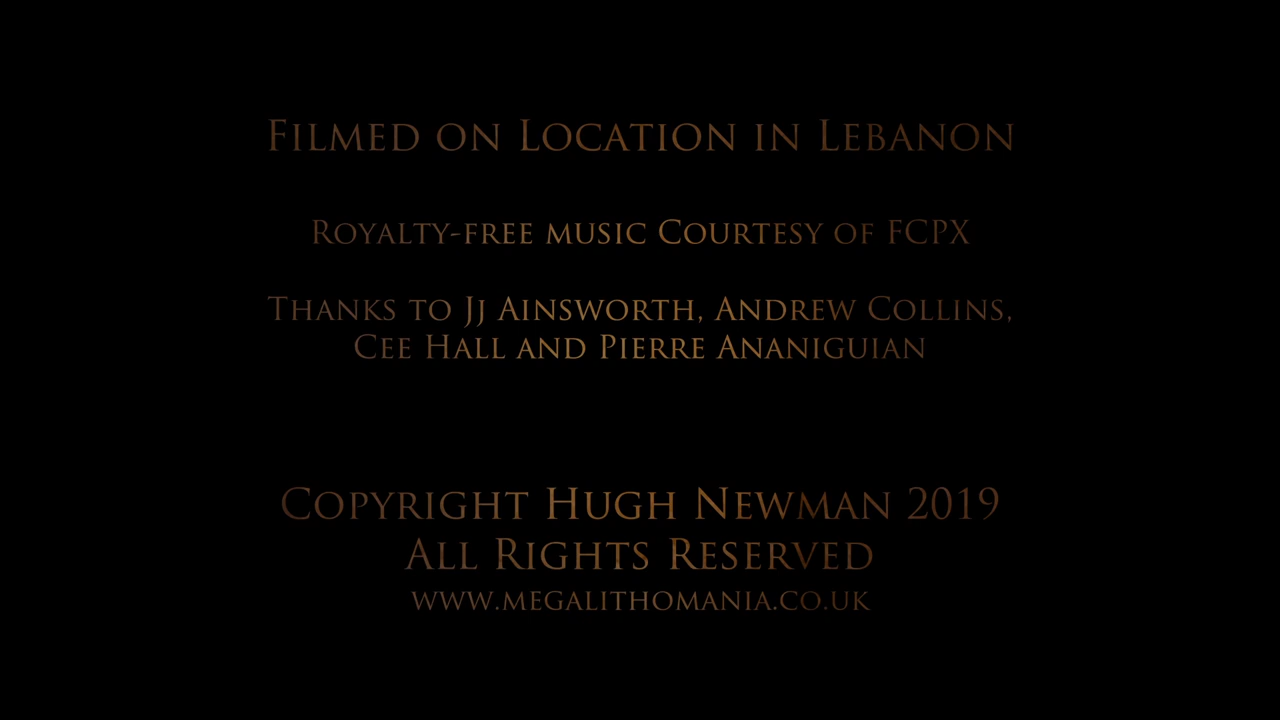 Filmed on Location in Lebanon
Royalty-free music Courtesy of FCPX
Thanks to Jj Ainsworth, Andrew Collins,
Cee Hall and Pierre Ananiguian
Copyright Hugh Newman 2019
All Rights Reserved
www.megalithomania.co.uk